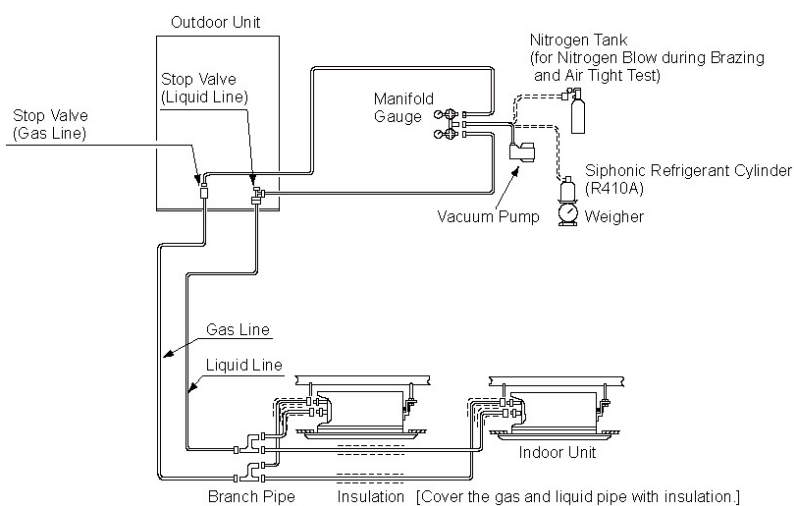 Outdoor Unit
Nitrogen Tank
(for Nitrogen Blow during Brazing
and Air Tight Test)
Stop Valve
(Liquid Line)
Manifold
Gauge
Stop Valve
(Gas Line)
Siphonic Refrigerant Cylinder
(R410A)
Vacuum Pump
Weigher
Gas Line
Liquid Line
Indoor Unit
Branch Pipe
Insulation
[Cover the gas and liquid pipe with insulation.]